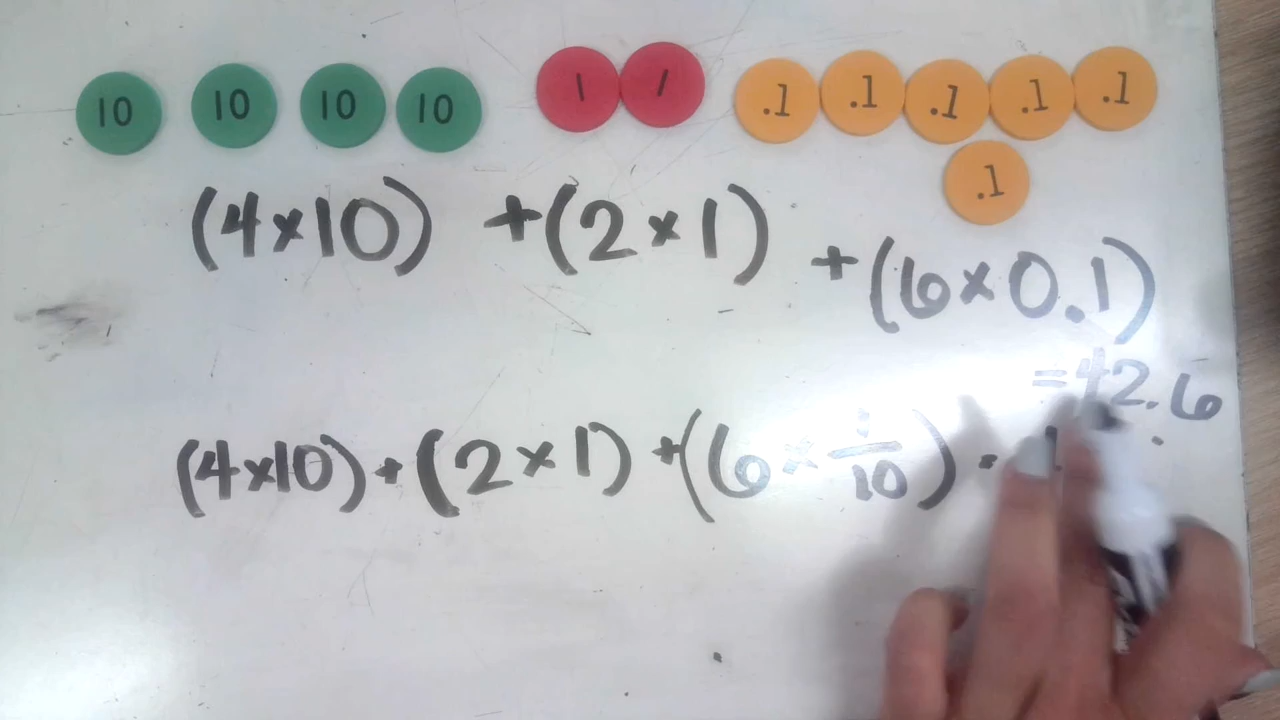 10 10 10 10 1 1 .1 .1 .1 .1 .1
.1
(4×10) +(2×1) +(6×0.1)
=42.6
(4×10)+(2×1)+(6×1/10)